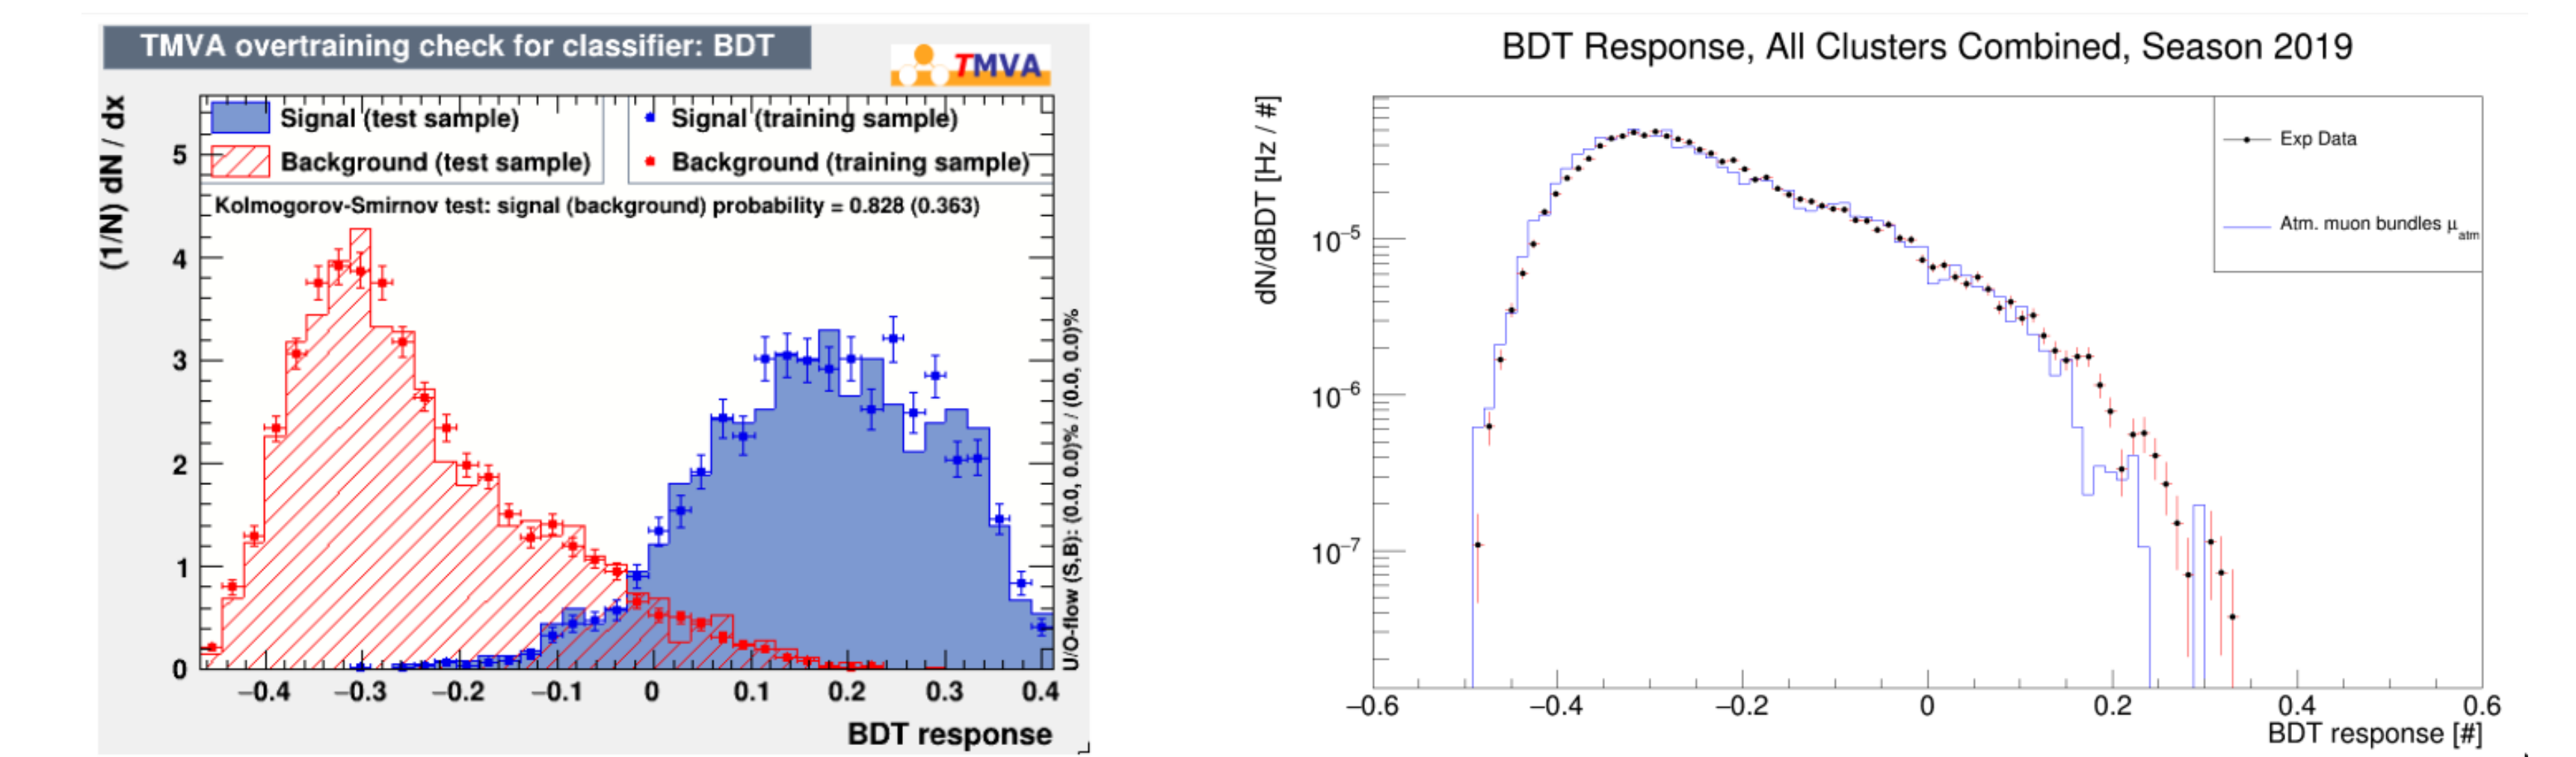 TMVA overtraining check for classifier: BDT
TMVA
Signal (test sample)
Background (test sample)
Signal (training sample)
Background (training sample)
Kolmogorov-Smirnov test: signal (background) probability = 0.828 (0.363)
(1/N) dN / dx
5
4
3
2
1
0
−0.4 −0.3 −0.2 −0.1 0 0.1 0.2 0.3 0.4
BDT response
U/O-flow (S,B): (0.0, 0.0)% / (0.0, 0.0)%
BDT Response, All Clusters Combined, Season 2019
dN/dBDT [Hz / #]
Exp Data
Atm. muon bundles μatm
10−5
10−6
10−7
−0.6 −0.4 −0.2 0 0.2 0.4 0.6
BDT response [#]